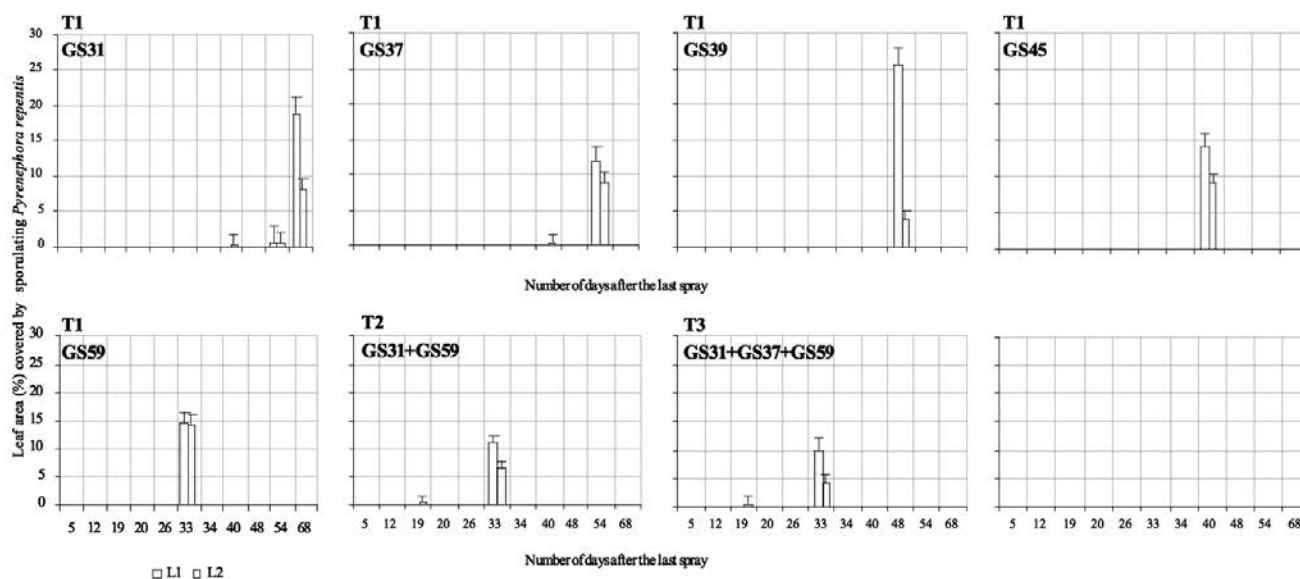 T1 T1 T1 T1
GS31 GS37 GS39 GS45
Leaf area (%) covered by sporulating Pyrenephora repentis
30
25
20
15
10
5
0
Number of days after the last spray
T1 T2 T3
GS59 GS31+GS59 GS31+GS37+GS59
30
25
20
15
10
5
0
5 12 19 20 26 33 34 40 48 54 68
5 12 19 20 26 33 34 40 48 54 68
5 12 19 20 26 33 34 40 48 54 68
5 12 19 20 26 33 34 40 48 54 68
Number of days after the last spray
L1 L2